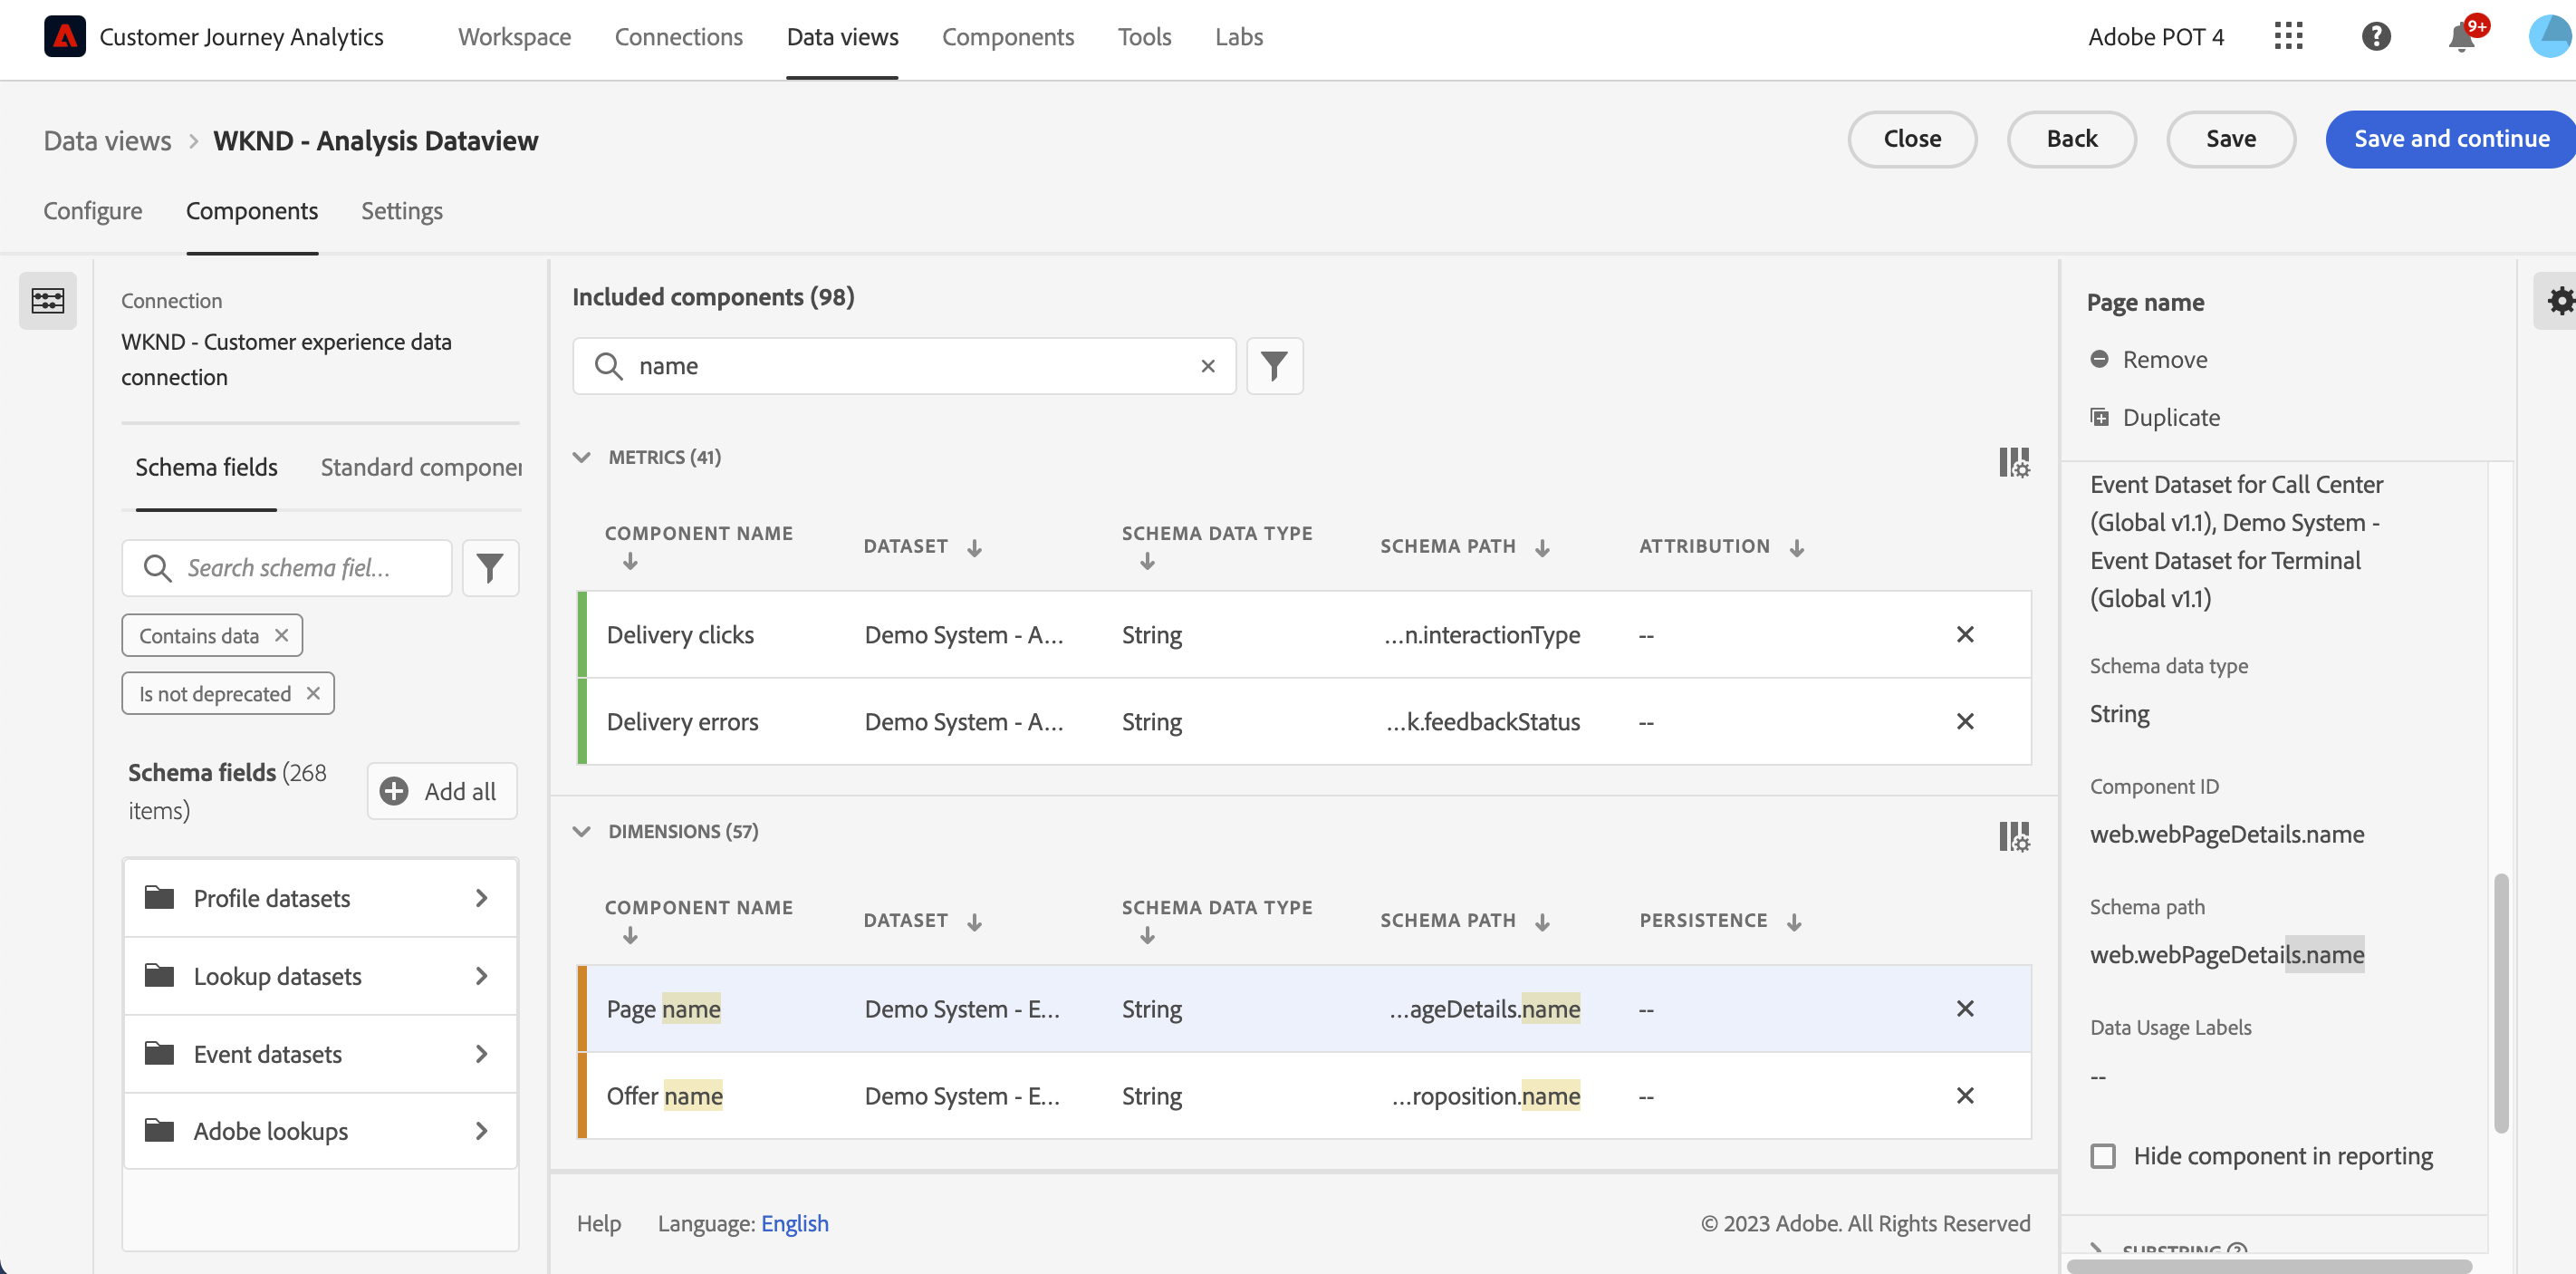 Customer Journey Analytics
Workspace
Connections
Data views
Components
Tools
Labs
Adobe POT 4
9+
Data views > WKND - Analysis Dataview
Close
Back
Save
Save and continue
Configure
Components
Settings
Connection
WKND - Customer experience data
connection
Schema fields
Standard componen
Search schema fiel...
Contains data
Is not deprecated
Schema fields (268
items)
Add all
Profile datasets
Lookup datasets
Event datasets
Adobe lookups
Included components (98)
name
METRICS (41)
COMPONENT NAME DATASET SCHEMA DATA TYPE SCHEMA PATH ATTRIBUTION
Delivery clicks Demo System - A... String ...n.interactionType --
Delivery errors Demo System - A... String ...k.feedbackStatus --
DIMENSIONS (57)
COMPONENT NAME DATASET SCHEMA DATA TYPE SCHEMA PATH PERSISTENCE
Page name Demo System - E... String ...ageDetails.name --
Offer name Demo System - E... String ...roposition.name --
Help Language: English © 2023 Adobe. All Rights Reserved
Page name
Remove
Duplicate
Event Dataset for Call Center
(Global v1.1), Demo System -
Event Dataset for Terminal
(Global v1.1)
Schema data type
String
Component ID
web.webPageDetails.name
Schema path
web.webPageDetails.name
Data Usage Labels
--
Hide component in reporting
SUBSTRING